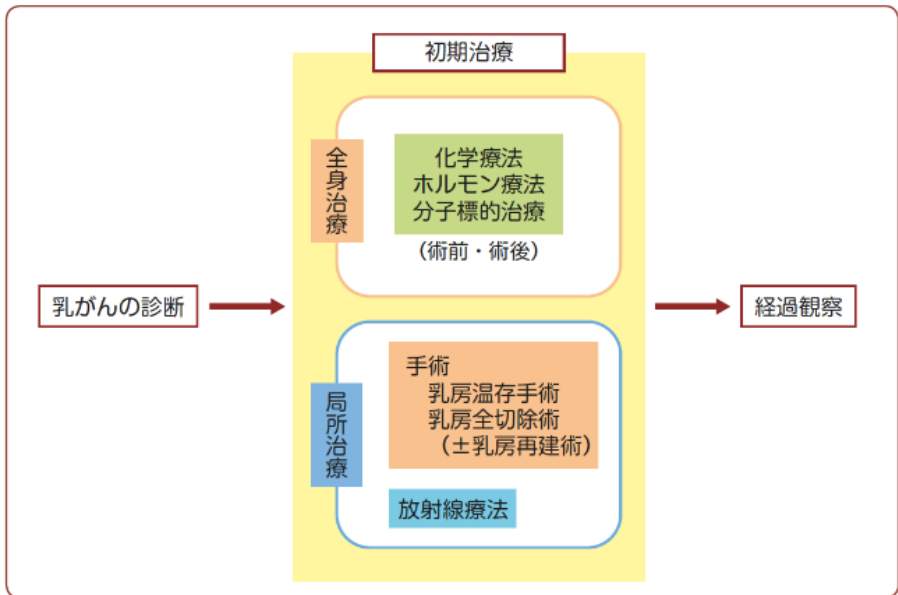 初期治療
全身治療
化学療法
ホルモン療法
分子標的治療
(術前・術後)
乳がんの診断
経過観察
局所治療
手術
乳房温存手術
乳房全切除術
(±乳房再建術)
放射線療法